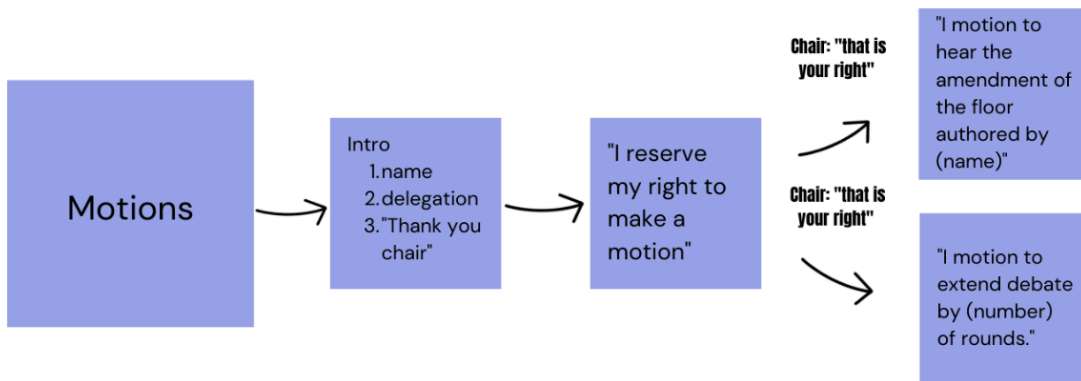 Motions
Intro
1. name
2. delegation
3. "Thank you
chair"
"I reserve
my right to
make a
motion"
Chair: "that is
your right"
"I motion to
hear the
amendment of
the floor
authored by
(name)"
Chair: "that is
your right"
"I motion to
extend debate
by (number)
of rounds."